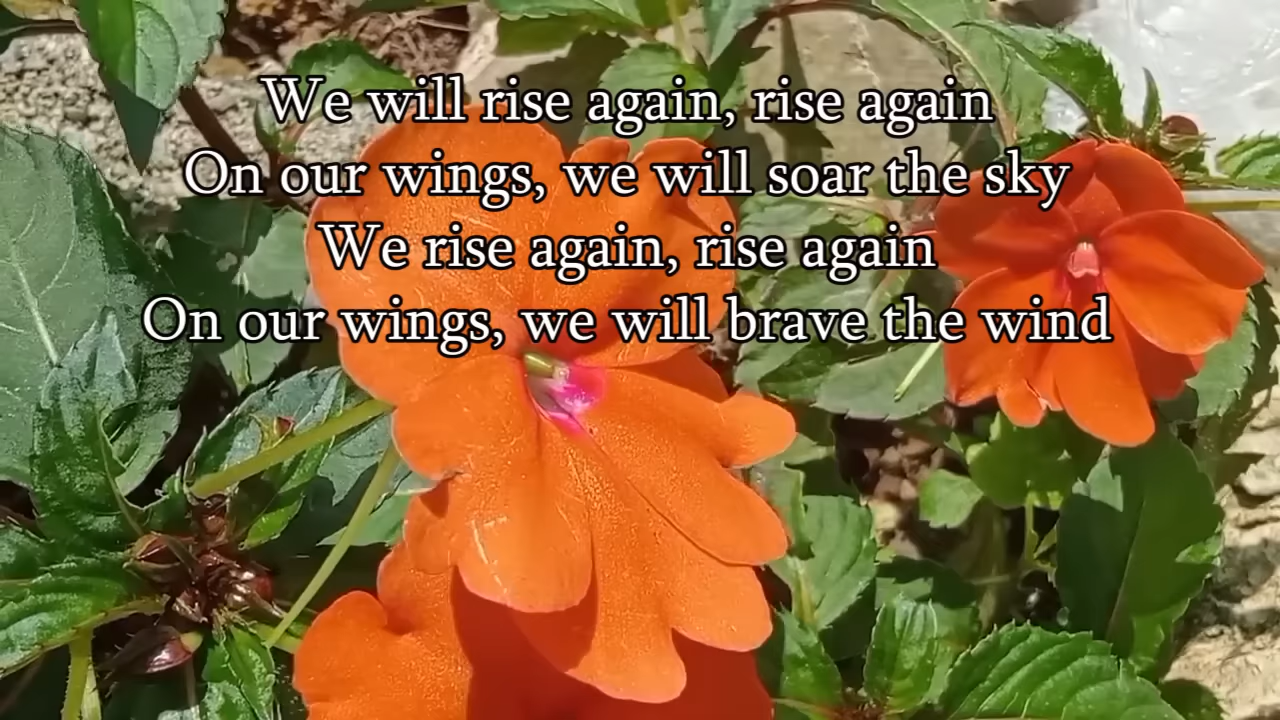 We will rise again, rise again
On our wings, we will soar the sky
We rise again, rise again
On our wings, we will brave the wind